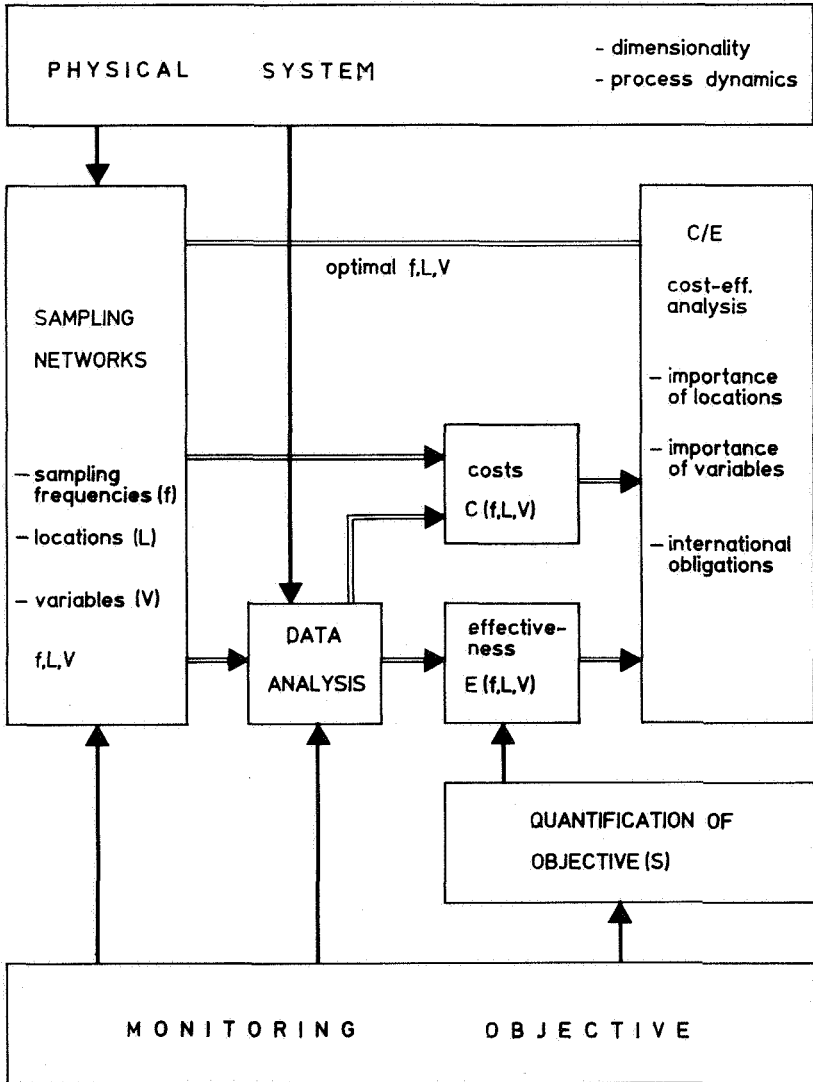 PHYSICAL SYSTEM
- dimensionality
- process dynamics
SAMPLING
NETWORKS
- sampling
frequencies (f)
- locations (L)
- variables (V)
f,L,V
optimal f,L,V
C/E
cost-eff.
analysis
- importance
of locations
- importance
of variables
- international
obligations
costs
C (f,L,V)
DATA
ANALYSIS
effective-
ness
E (f,L,V)
QUANTIFICATION OF
OBJECTIVE (S)
MONITORING OBJECTIVE